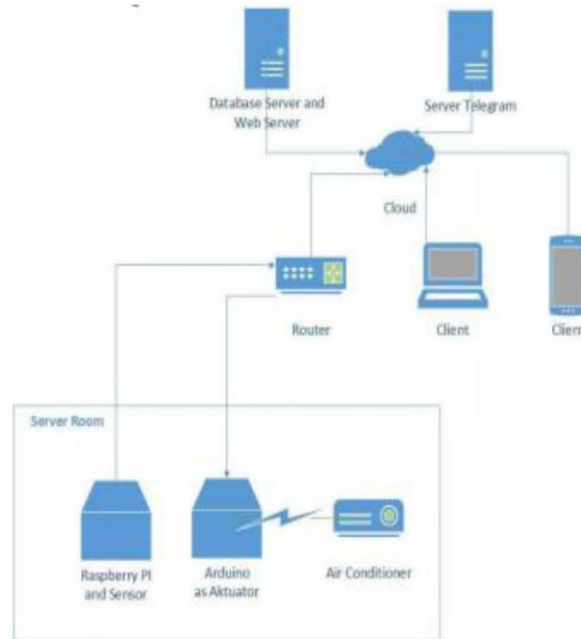 Database Server and
Web Server
Server Telegram
Cloud
Router
Client
Client
Server Room
Raspberry PI
and Sensor
Arduino
as Aktuator
Air Conditioner